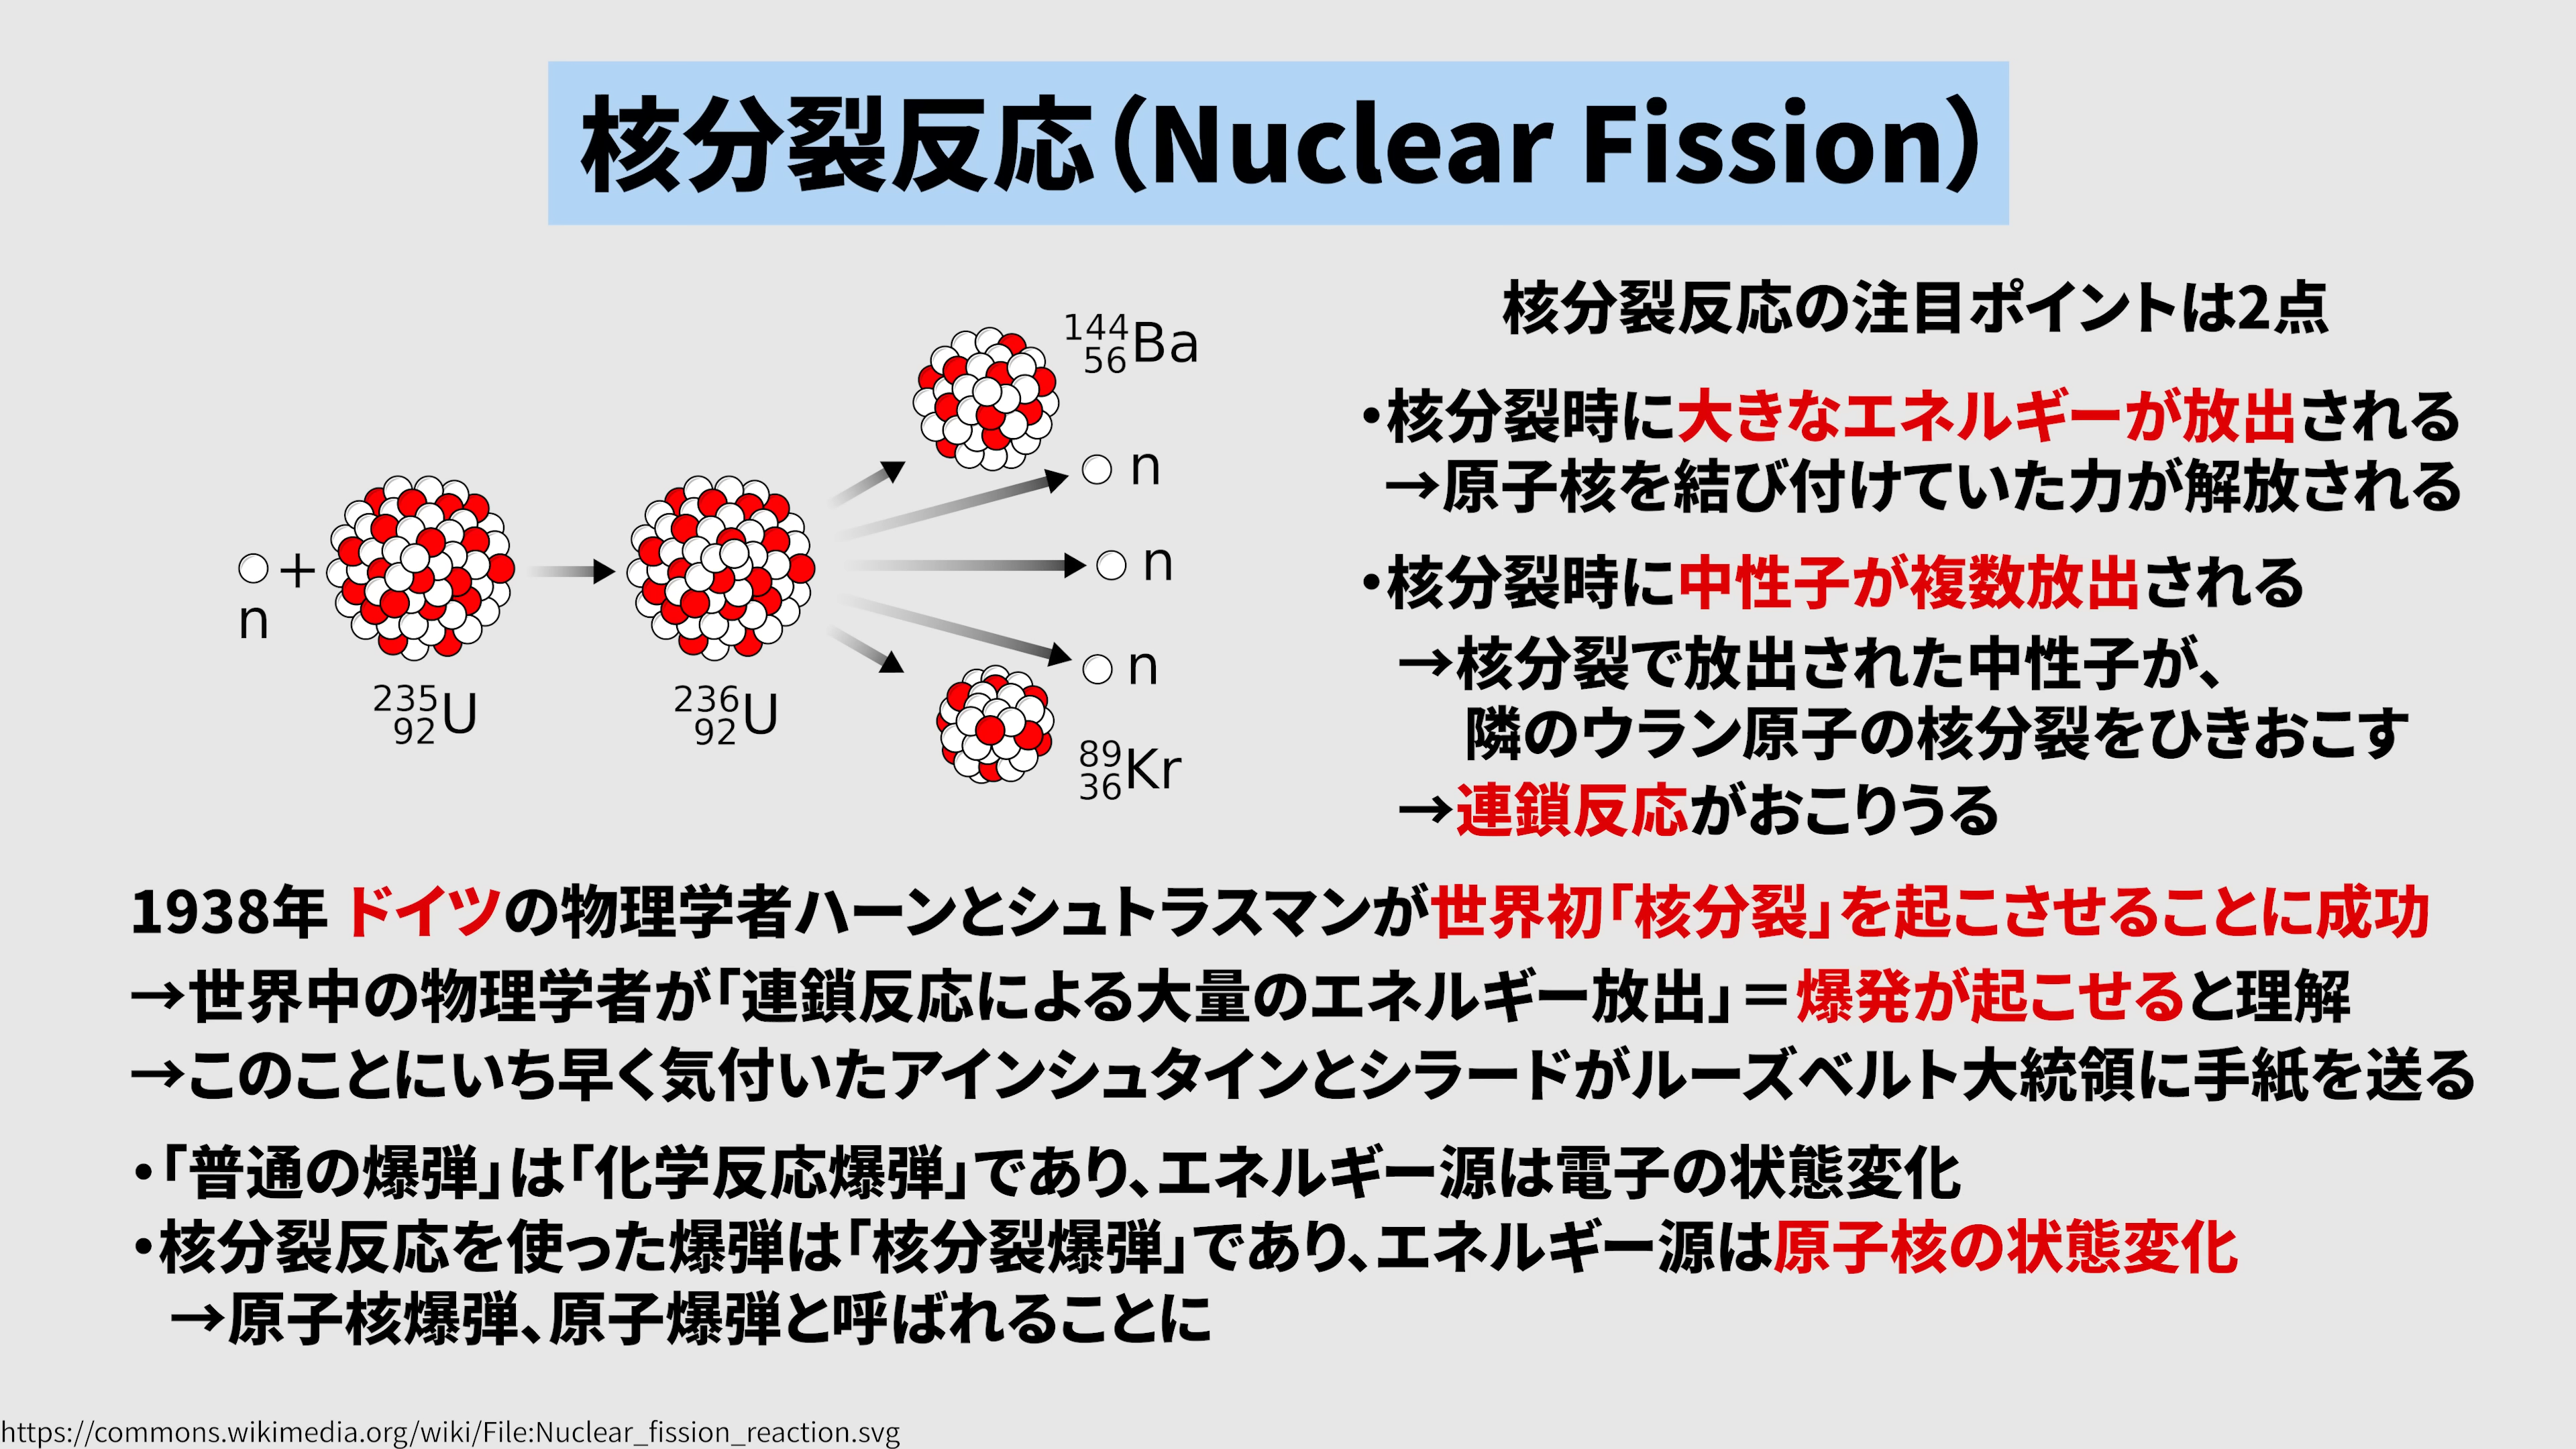 核分裂反応（Nuclear Fission）
n
+
235
92 U
236
92 U
144
56 Ba
n
n
n
89
36 Kr
核分裂反応の注目ポイントは2点
・核分裂時に大きなエネルギーが放出される
→原子核を結び付けていた力が解放される
・核分裂時に中性子が複数放出される
→核分裂で放出された中性子が、
隣のウラン原子の核分裂をひきおこす
→連鎖反応がおこりうる
1938年 ドイツの物理学者ハーンとシュトラスマンが世界初「核分裂」を起こさせることに成功
→世界中の物理学者が「連鎖反応による大量のエネルギー放出」＝爆発が起こせると理解
→このことにいち早く気付いたアインシュタインとシラードがルーズベルト大統領に手紙を送る
・「普通の爆弾」は「化学反応爆弾」であり、エネルギー源は電子の状態変化
・核分裂反応を使った爆弾は「核分裂爆弾」であり、エネルギー源は原子核の状態変化
→原子核爆弾、原子爆弾と呼ばれることに
https://commons.wikimedia.org/wiki/File:Nuclear_fission_reaction.svg